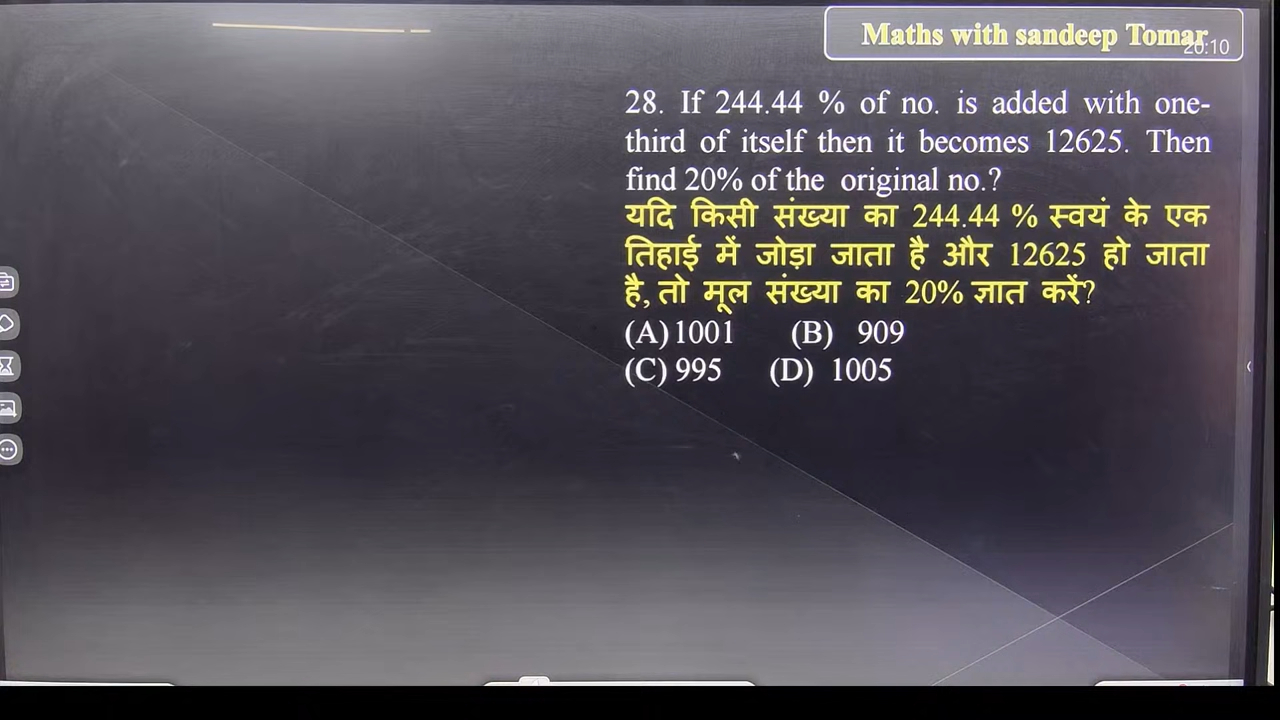 Maths with sandeep Tomar
20:10
28. If 244.44 % of no. is added with one-
third of itself then it becomes 12625. Then
find 20% of the original no.?
यदि किसी संख्या का 244.44 % स्वयं के एक
तिहाई में जोड़ा जाता है और 12625 हो जाता
है, तो मूल संख्या का 20% ज्ञात करें?
(A) 1001 (B) 909
(C) 995 (D) 1005